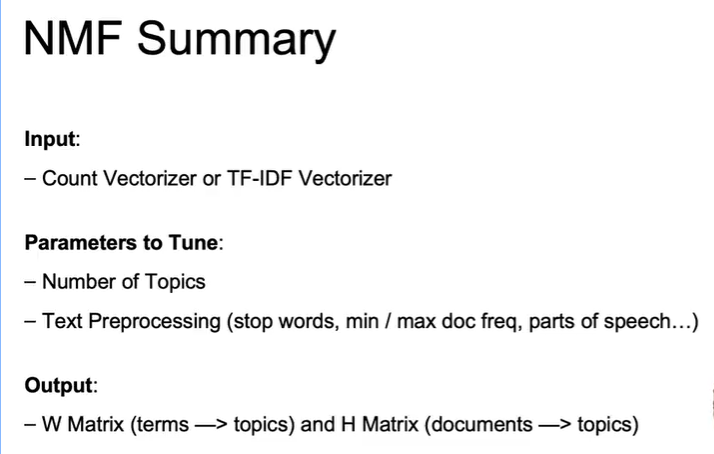 NMF Summary
Input:
– Count Vectorizer or TF-IDF Vectorizer
Parameters to Tune:
– Number of Topics
– Text Preprocessing (stop words, min / max doc freq, parts of speech…)
Output:
– W Matrix (terms —> topics) and H Matrix (documents —> topics)